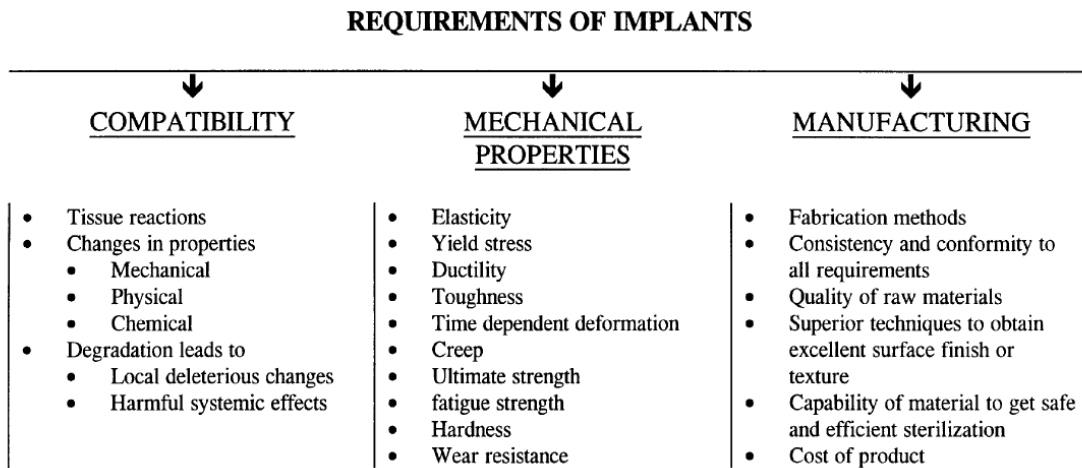 REQUIREMENTS OF IMPLANTS
COMPATIBILITY
• Tissue reactions
• Changes in properties
• Mechanical
• Physical
• Chemical
• Degradation leads to
• Local deleterious changes
• Harmful systemic effects
MECHANICAL
PROPERTIES
• Elasticity
• Yield stress
• Ductility
• Toughness
• Time dependent deformation
• Creep
• Ultimate strength
• fatigue strength
• Hardness
• Wear resistance
MANUFACTURING
• Fabrication methods
• Consistency and conformity to
all requirements
• Quality of raw materials
• Superior techniques to obtain
excellent surface finish or
texture
• Capability of material to get safe
and efficient sterilization
• Cost of product